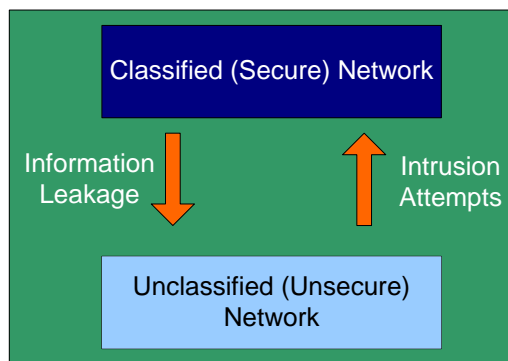 Classified (Secure) Network
Information
Leakage
Intrusion
Attempts
Unclassified (Unsecure)
Network